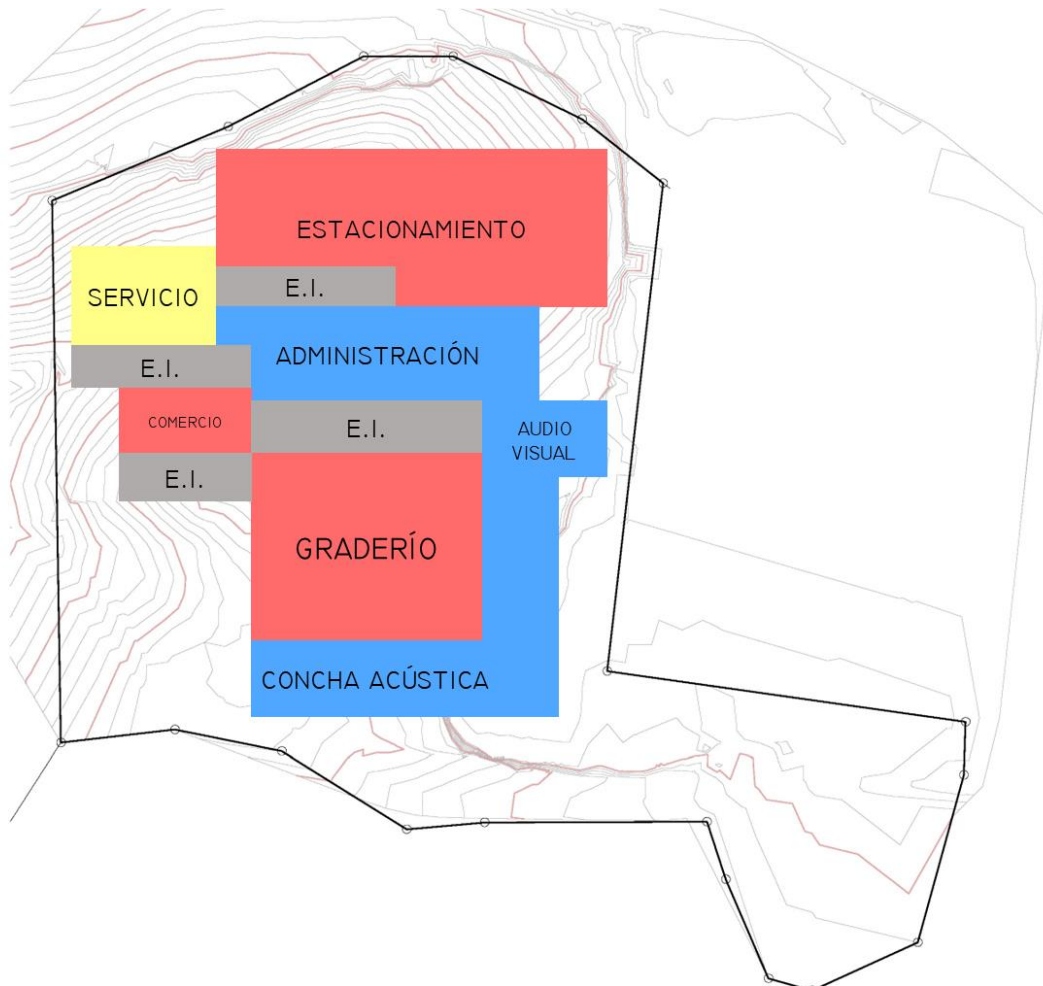 ESTACIONAMIENTO
E.I.
SERVICIO
ADMINISTRACIÓN
E.I.
COMERCIO
E.I.
AUDIO
VISUAL
E.I.
GRADERÍO
CONCHA ACÚSTICA